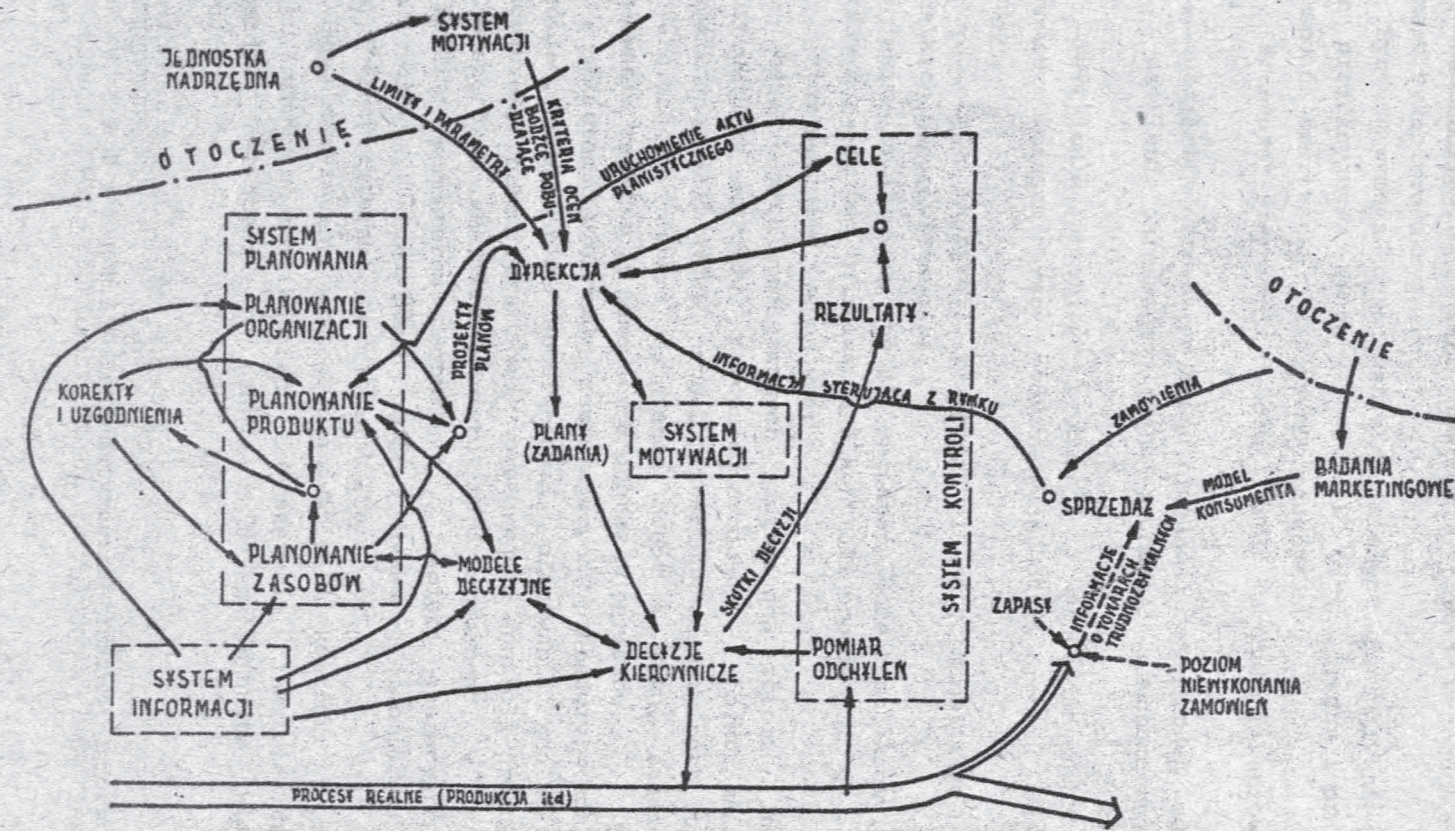 SYSTEM
MOTYWACJI
JEDNOSTKA
NADRZĘDNA
LIMITY I PARAMETRY
KRYTERIA OCEN
I BODŹCE POBU-
-DZAJĄCE
OTOCZENIE
URUCHOMIENIE AKTU
PLANISTYCZNEGO
CELE
SYSTEM
PLANOWANIA
DYREKCJA
PLANOWANIE
ORGANIZACJI
PROJEKTY
PLANÓW
REZULTATY
OTOCZENIE
INFORMACJA STERUJĄCA Z RYNKU
KOREKTY
I UZGODNIENIA
PLANOWANIE
PRODUKTU
PLANY
(ZADANIA)
SYSTEM
MOTYWACJI
ZAMÓWIENIA
SYSTEM KONTROLI
BADANIA
MARKETINGOWE
MODEL
KONSUMENTA
SPRZEDAŻ
PLANOWANIE
ZASOBÓW
MODELE
DECYZYJNE
SKUTKI DECYZJI
INFORMACJE
O TOWARACH
TRUDNOZBYWALNYCH
ZAPASY
SYSTEM
INFORMACJI
DECYZJE
KIEROWNICZE
POMIAR
ODCHYLEŃ
POZIOM
NIEWYKONANIA
ZAMÓWIEŃ
PROCESY REALNE (PRODUKCJA itd)